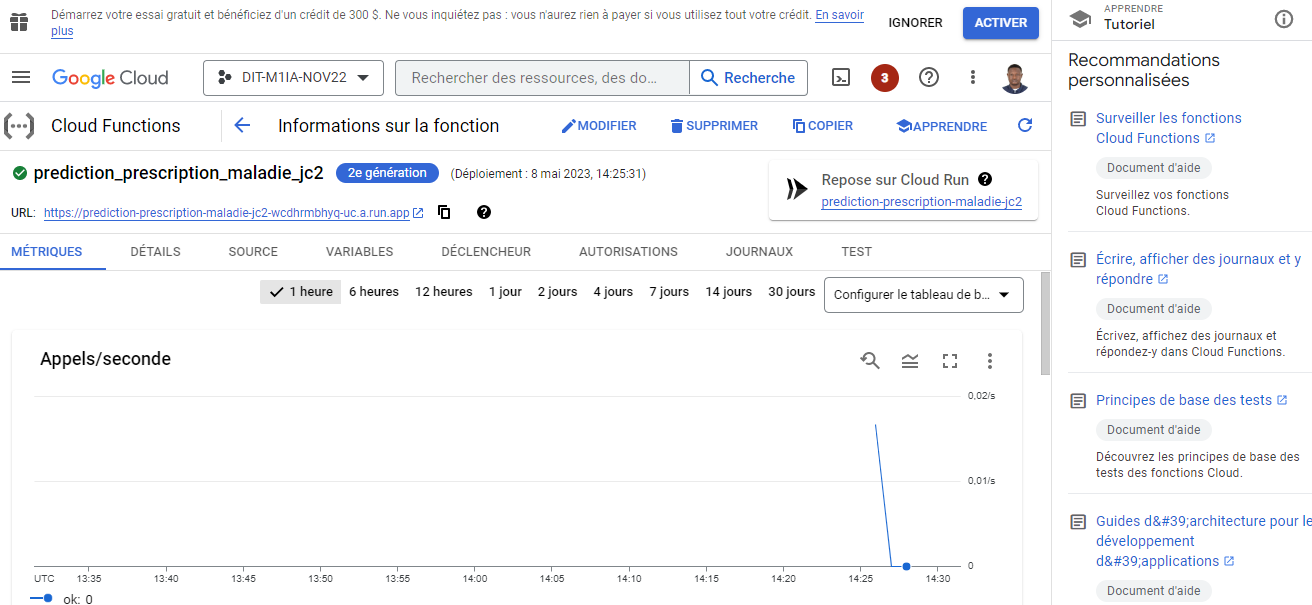 Démarrez votre essai gratuit et bénéficiez d'un crédit de 300 $. Ne vous inquiétez pas : vous n'aurez rien à payer si vous utilisez tout votre crédit. En savoir
plus
IGNORER
ACTIVER
Google Cloud
DIT-M1IA-NOV22
Rechercher des ressources, des do...
Recherche
3
Cloud Functions
Informations sur la fonction
MODIFIER
SUPPRIMER
COPIER
APPRENDRE
prediction_prescription_maladie_jc2
2e génération
(Déploiement : 8 mai 2023, 14:25:31)
Repose sur Cloud Run
prediction-prescription-maladie-jc2
URL: https://prediction-prescription-maladie-jc2-wcdhrmbhyq-uc.a.run.app
MÉTRIQUES
DÉTAILS
SOURCE
VARIABLES
DÉCLENCHEUR
AUTORISATIONS
JOURNAUX
TEST
1 heure
6 heures
12 heures
1 jour
2 jours
4 jours
7 jours
14 jours
30 jours
Configurer le tableau de b...
Appels/seconde
0,02/s
0,01/s
0
UTC
13:35
13:40
13:45
13:50
13:55
14:00
14:05
14:10
14:15
14:20
14:25
14:30
ok: 0
APPRENDRE
Tutoriel
Recommandations
personnalisées
Surveiller les fonctions
Cloud Functions
Document d'aide
Surveillez vos fonctions
Cloud Functions.
Écrire, afficher des journaux et y
répondre
Document d'aide
Écrivez, affichez des journaux et
répondez-y dans Cloud Functions.
Principes de base des tests
Document d'aide
Découvrez les principes de base des
tests des fonctions Cloud.
Guides d&#39;architecture pour le
développement
d&#39;applications
Document d'aide